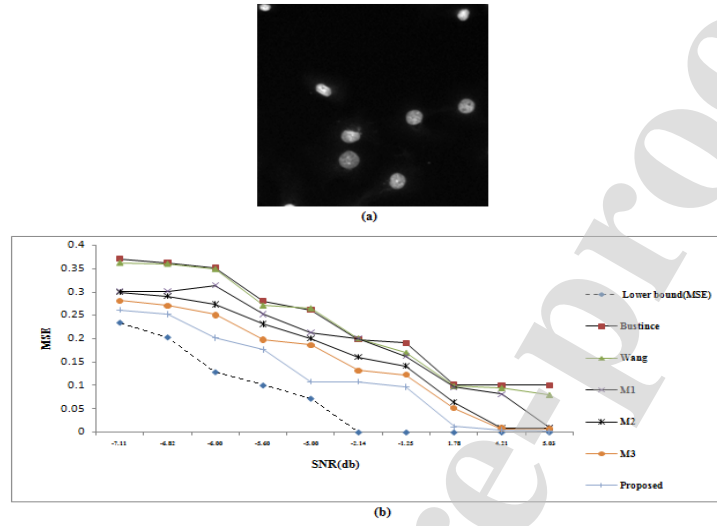 (a)
0.4
0.35
0.3
0.25
0.2
0.15
0.1
0.05
0
MSE
-7.11 -6.82 -6.00 -5.60 -5.00 -2.14 -1.25 1.78 4.21
SNR(db)
Lower bound(MSE)
Bustince
Wang
M1
M2
M3
Proposed
(b)